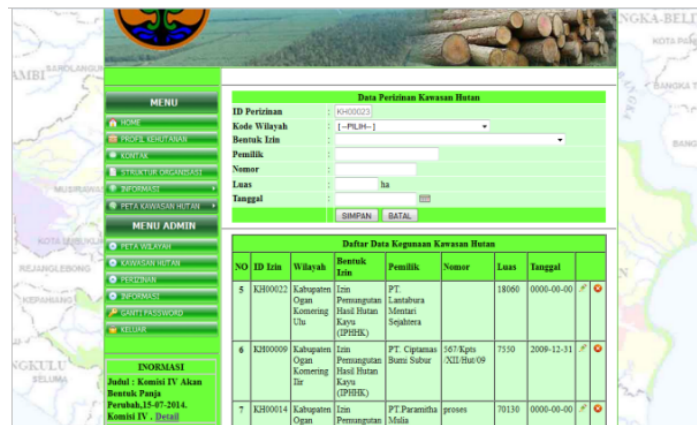 NGKA-BELI
KOTA PAN
AMBI
SAROLANGUN
BANGKA T
NGKA
BANG
MUSIRAWAS
REJANGLEBONG
KEPAHIANG
NGKULU
SELUMA
MENU
HOME
PROFIL KEHUTANAN
KONTAK
STRUKTUR ORGANISASI
INFORMASI
PETA KAWASAN HUTAN
MENU ADMIN
PETA WILAYAH
KAWASAN HUTAN
PERIZINAN
INFORMASI
GANTI PASSWORD
KELUAR
INORMASI
Judul : Komisi IV Akan
Bentuk Panja
Perubah,15-07-2014.
Komisi IV . Detail
Data Perizinan Kawasan Hutan
ID Perizinan : KH00023
Kode Wilayah : [--PILIH--]
Bentuk Izin :
Pemilik :
Nomor :
Luas : ha
Tanggal :
SIMPAN BATAL
Daftar Data Kegunaan Kawasan Hutan
NO ID Izin Wilayah Bentuk Izin Pemilik Nomor Luas Tanggal
5 KH00022 Kabupaten Izin PT. 18060 0000-00-00
Ogan Pemungutan Lantabura
Komering Hasil Hutan Mentari
Ulu Kayu Sejahtera
(IPHHK)
6 KH00009 Kabupaten Izin PT. Ciptamas 567/Kpts 7550 2009-12-31
Ogan Pemungutan Bumi Subur /XII/Hut/09
Komering Hasil Hutan
Ilir Kayu
(IPHHK)
7 KH00014 Kabupaten Izin PT.Paramitha proses 70130 0000-00-00
Ogan Pemungutan Mulia